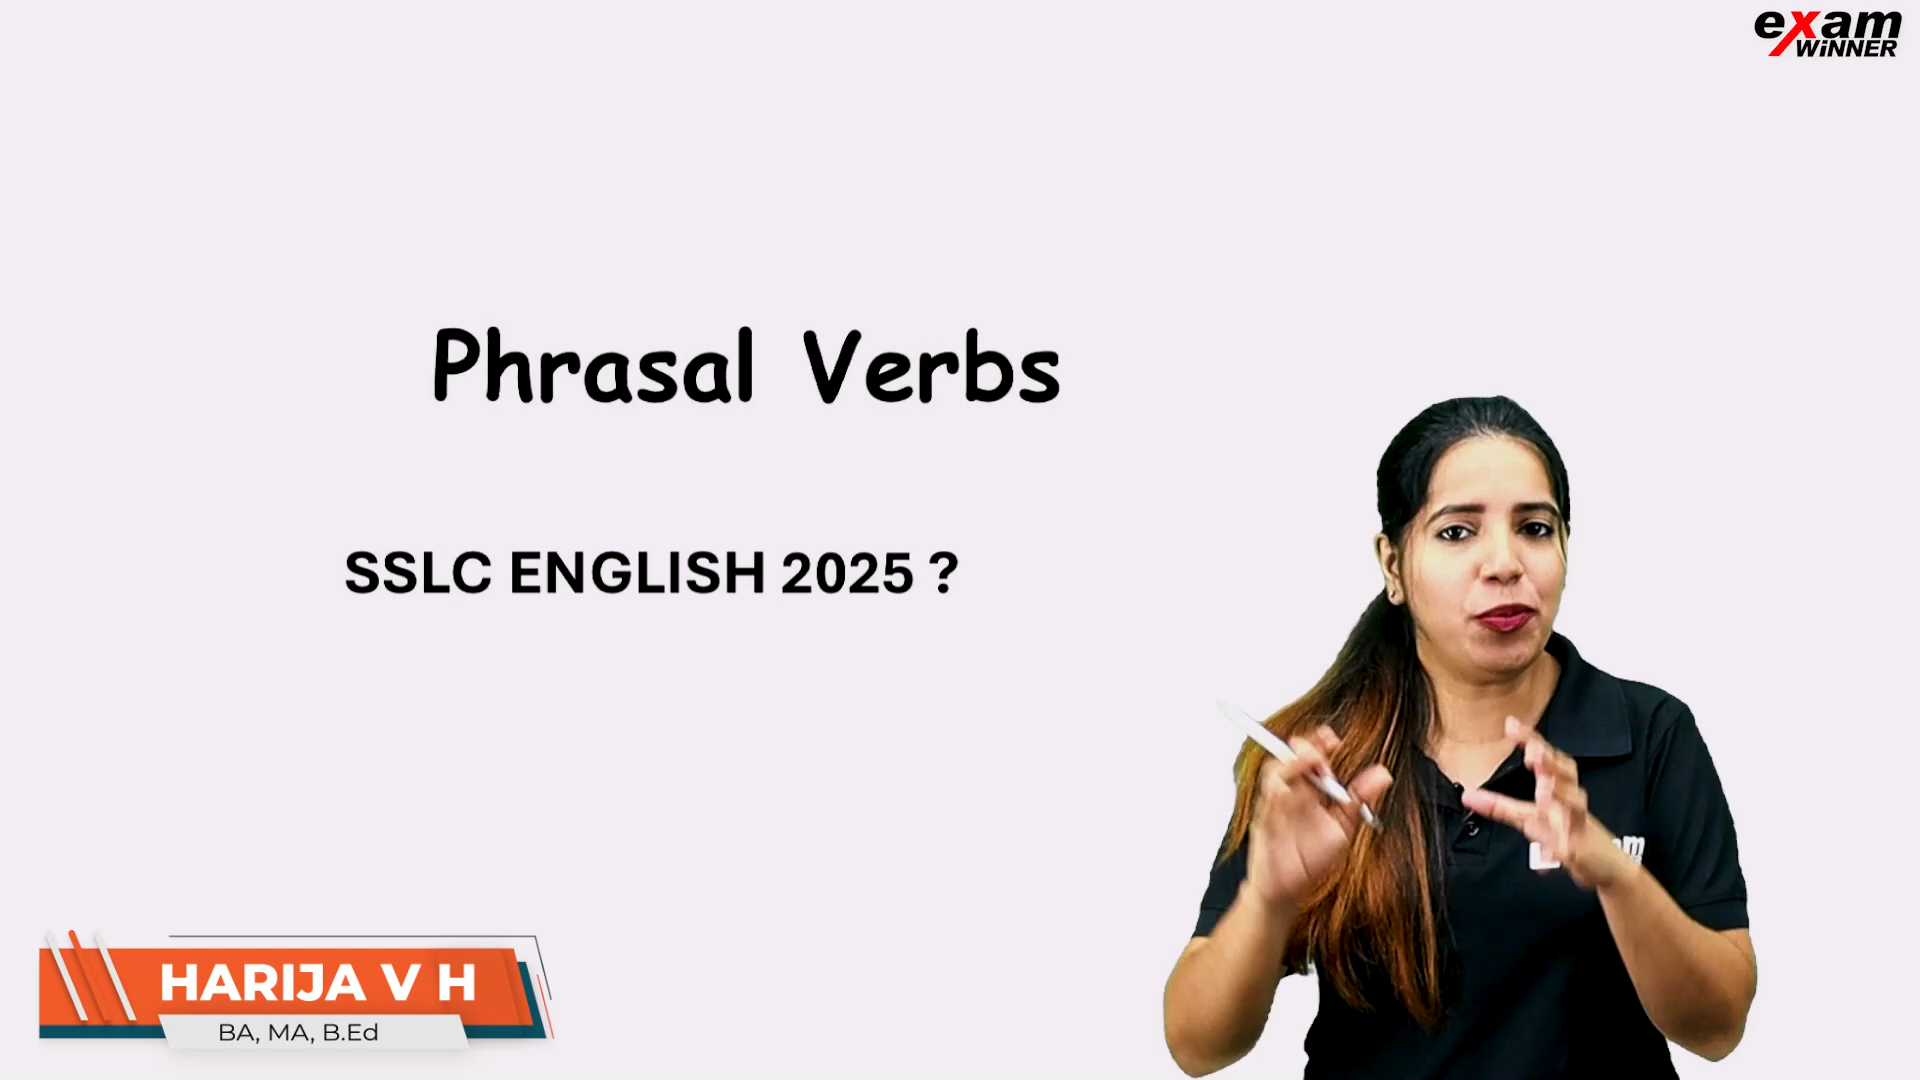 exam
WiNNER
Phrasal Verbs
SSLC ENGLISH 2025 ?
HARIJA V H
BA, MA, B.Ed